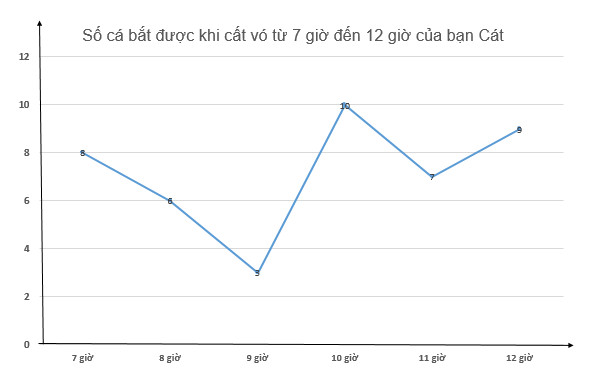 Số cá bắt được khi cất vó từ 7 giờ đến 12 giờ của bạn Cát
12
10
8
6
4
2
0
8
6
3
10
7
9
7 giờ
8 giờ
9 giờ
10 giờ
11 giờ
12 giờ